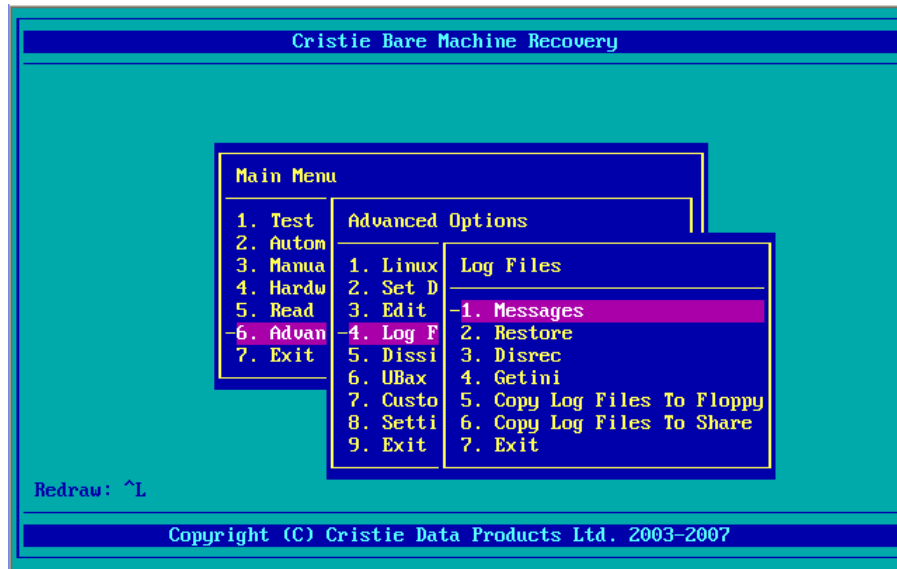 Cristie Bare Machine Recovery
Main Menu
1. Test
2. Autom
3. Manua
4. Hardw
5. Read
-6. Advan
7. Exit
Advanced Options
1. Linux
2. Set D
3. Edit
-4. Log F
5. Dissi
6. UBax
7. Custo
8. Setti
9. Exit
Log Files
-1. Messages
2. Restore
3. Disrec
4. Getini
5. Copy Log Files To Floppy
6. Copy Log Files To Share
7. Exit
Redraw: ^L
Copyright (C) Cristie Data Products Ltd. 2003-2007